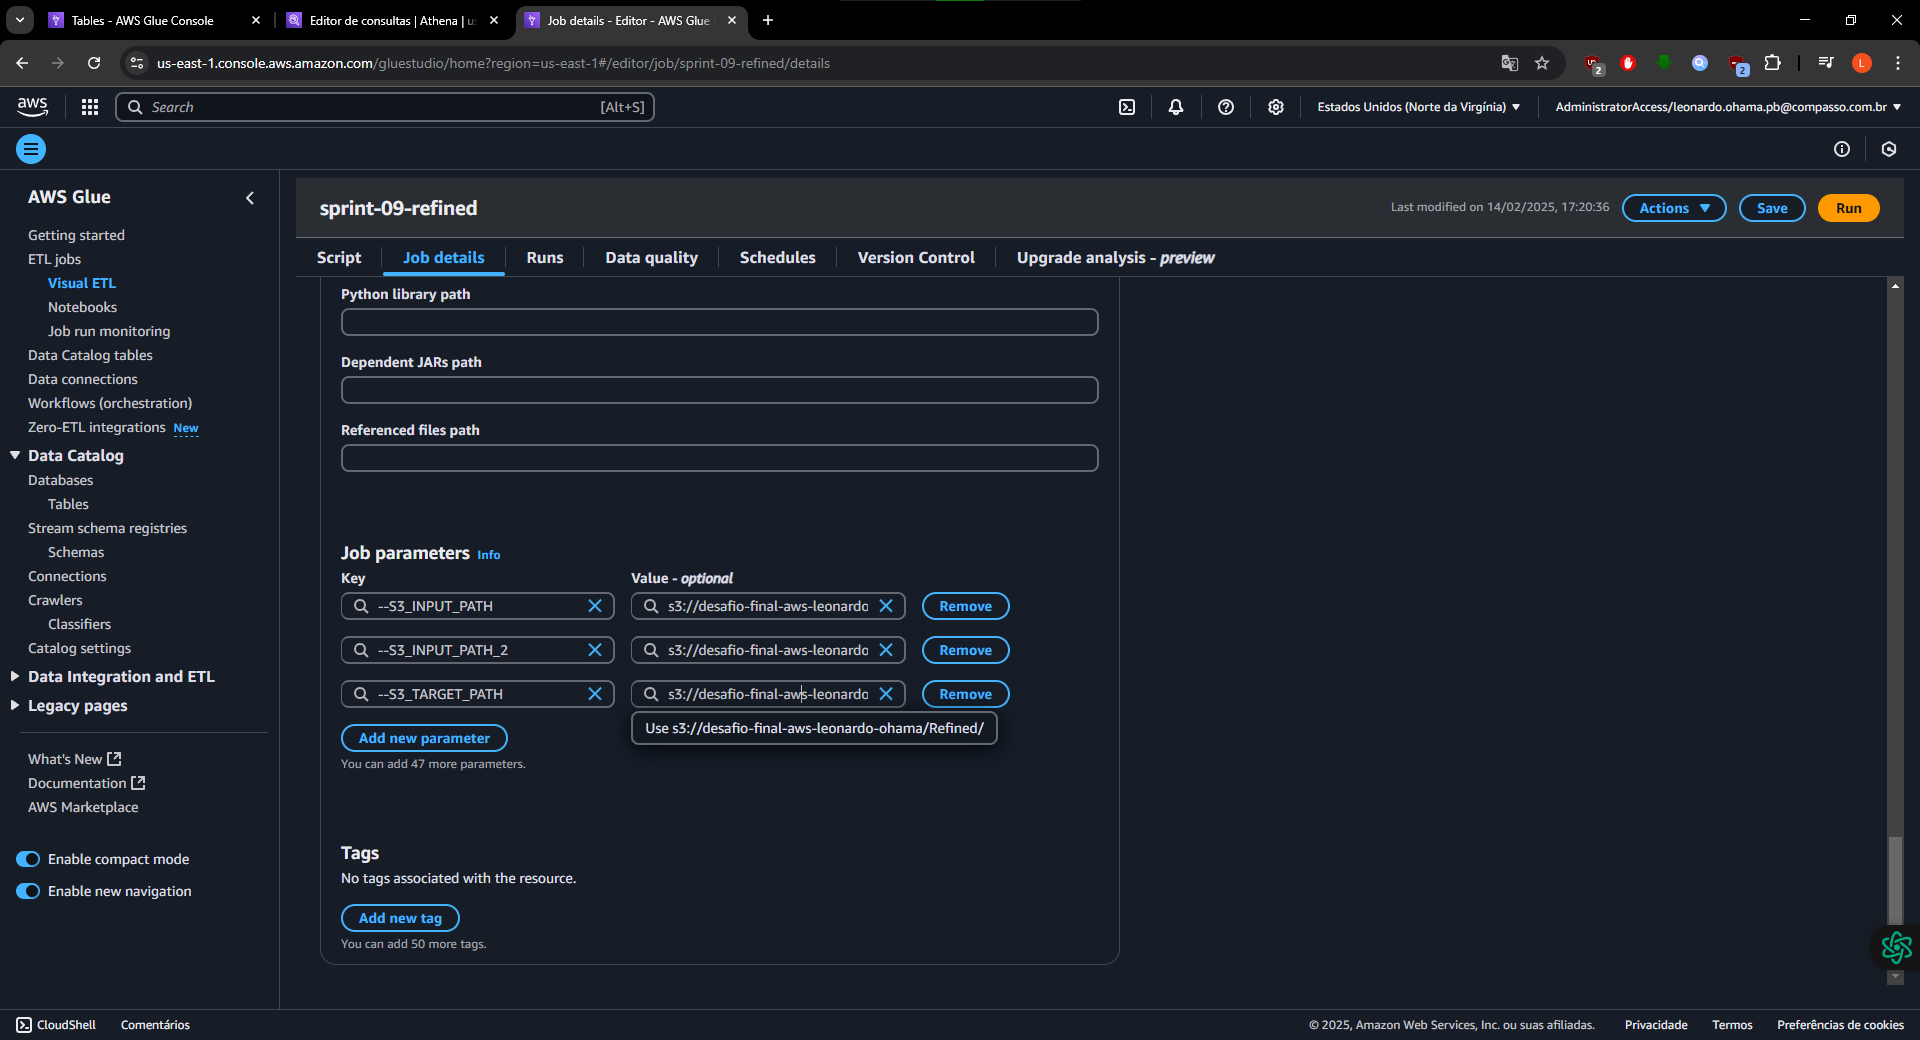 Tables - AWS Glue Console
Editor de consultas | Athena | us
Job details - Editor - AWS Glue
us-east-1.console.aws.amazon.com/gluestudio/home?region=us-east-1#/editor/job/sprint-09-refined/details
2
2
L
aws
Search
[Alt+S]
Estados Unidos (Norte da Virgínia)
AdministratorAccess/leonardo.ohama.pb@compasso.com.br
AWS Glue
Getting started
ETL jobs
Visual ETL
Notebooks
Job run monitoring
Data Catalog tables
Data connections
Workflows (orchestration)
Zero-ETL integrations New
Data Catalog
Databases
Tables
Stream schema registries
Schemas
Connections
Crawlers
Classifiers
Catalog settings
Data Integration and ETL
Legacy pages
What's New
Documentation
AWS Marketplace
Enable compact mode
Enable new navigation
sprint-09-refined
Last modified on 14/02/2025, 17:20:36
Actions
Save
Run
Script
Job details
Runs
Data quality
Schedules
Version Control
Upgrade analysis - preview
Python library path
Dependent JARs path
Referenced files path
Job parameters Info
Key
Value - optional
--S3_INPUT_PATH
s3://desafio-final-aws-leonardo
Remove
--S3_INPUT_PATH_2
s3://desafio-final-aws-leonardo
Remove
--S3_TARGET_PATH
s3://desafio-final-aws-leonardo
Remove
Use s3://desafio-final-aws-leonardo-ohama/Refined/
Add new parameter
You can add 47 more parameters.
Tags
No tags associated with the resource.
Add new tag
You can add 50 more tags.
CloudShell
Comentários
© 2025, Amazon Web Services, Inc. ou suas afiliadas.
Privacidade
Termos
Preferências de cookies